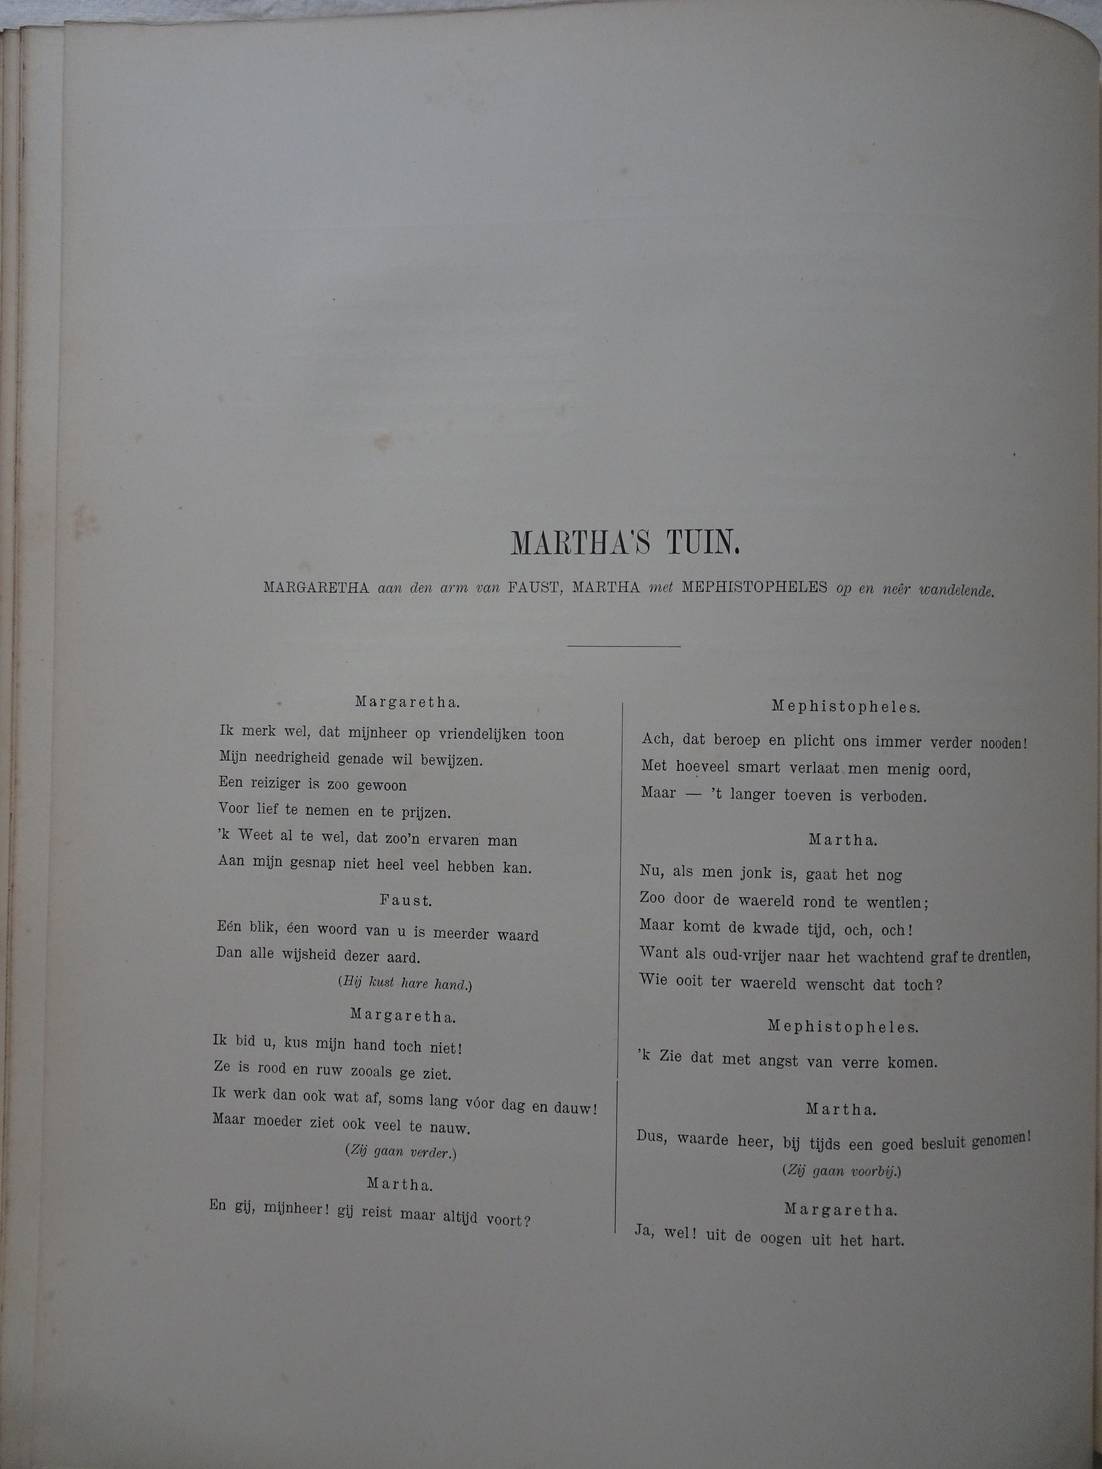 MARTHA'S TUIN.
MARGARETHA aan den arm van FAUST, MARTHA met MEPHISTOPHELES op en neêr wandelende.
Margaretha.
Ik merk wel, dat mijnheer op vriendelijken toon
Mijn needrigheid genade wil bewijzen.
Een reiziger is zoo gewoon
Voor lief te nemen en te prijzen.
'k Weet al te wel, dat zoo'n ervaren man
Aan mijn gesnap niet heel veel hebben kan.
Faust.
Eén blik, één woord van u is meerder waard
Dan alle wijsheid dezer aard.
(Hij kust hare hand.)
Margaretha.
Ik bid u, kus mijn hand toch niet!
Ze is rood en ruw zooals ge ziet.
Ik werk dan ook wat af, soms lang vóor dag en dauw!
Maar moeder ziet ook veel te nauw.
(Zij gaan verder.)
Martha.
En gij, mijnheer! gij reist maar altijd voort?
Mephistopheles.
Ach, dat beroep en plicht ons immer verder nooden!
Met hoeveel smart verlaat men menig oord,
Maar — 't langer toeven is verboden.
Martha.
Nu, als men jonk is, gaat het nog
Zoo door de waereld rond te wentlen;
Maar komt de kwade tijd, och, och!
Want als oud-vrijer naar het wachtend graf te drentlen,
Wie ooit ter waereld wenscht dat toch?
Mephistopheles.
'k Zie dat met angst van verre komen.
Martha.
Dus, waarde heer, bij tijds een goed besluit genomen!
(Zij gaan voorbij.)
Margaretha.
Ja, wel! uit de oogen uit het hart.